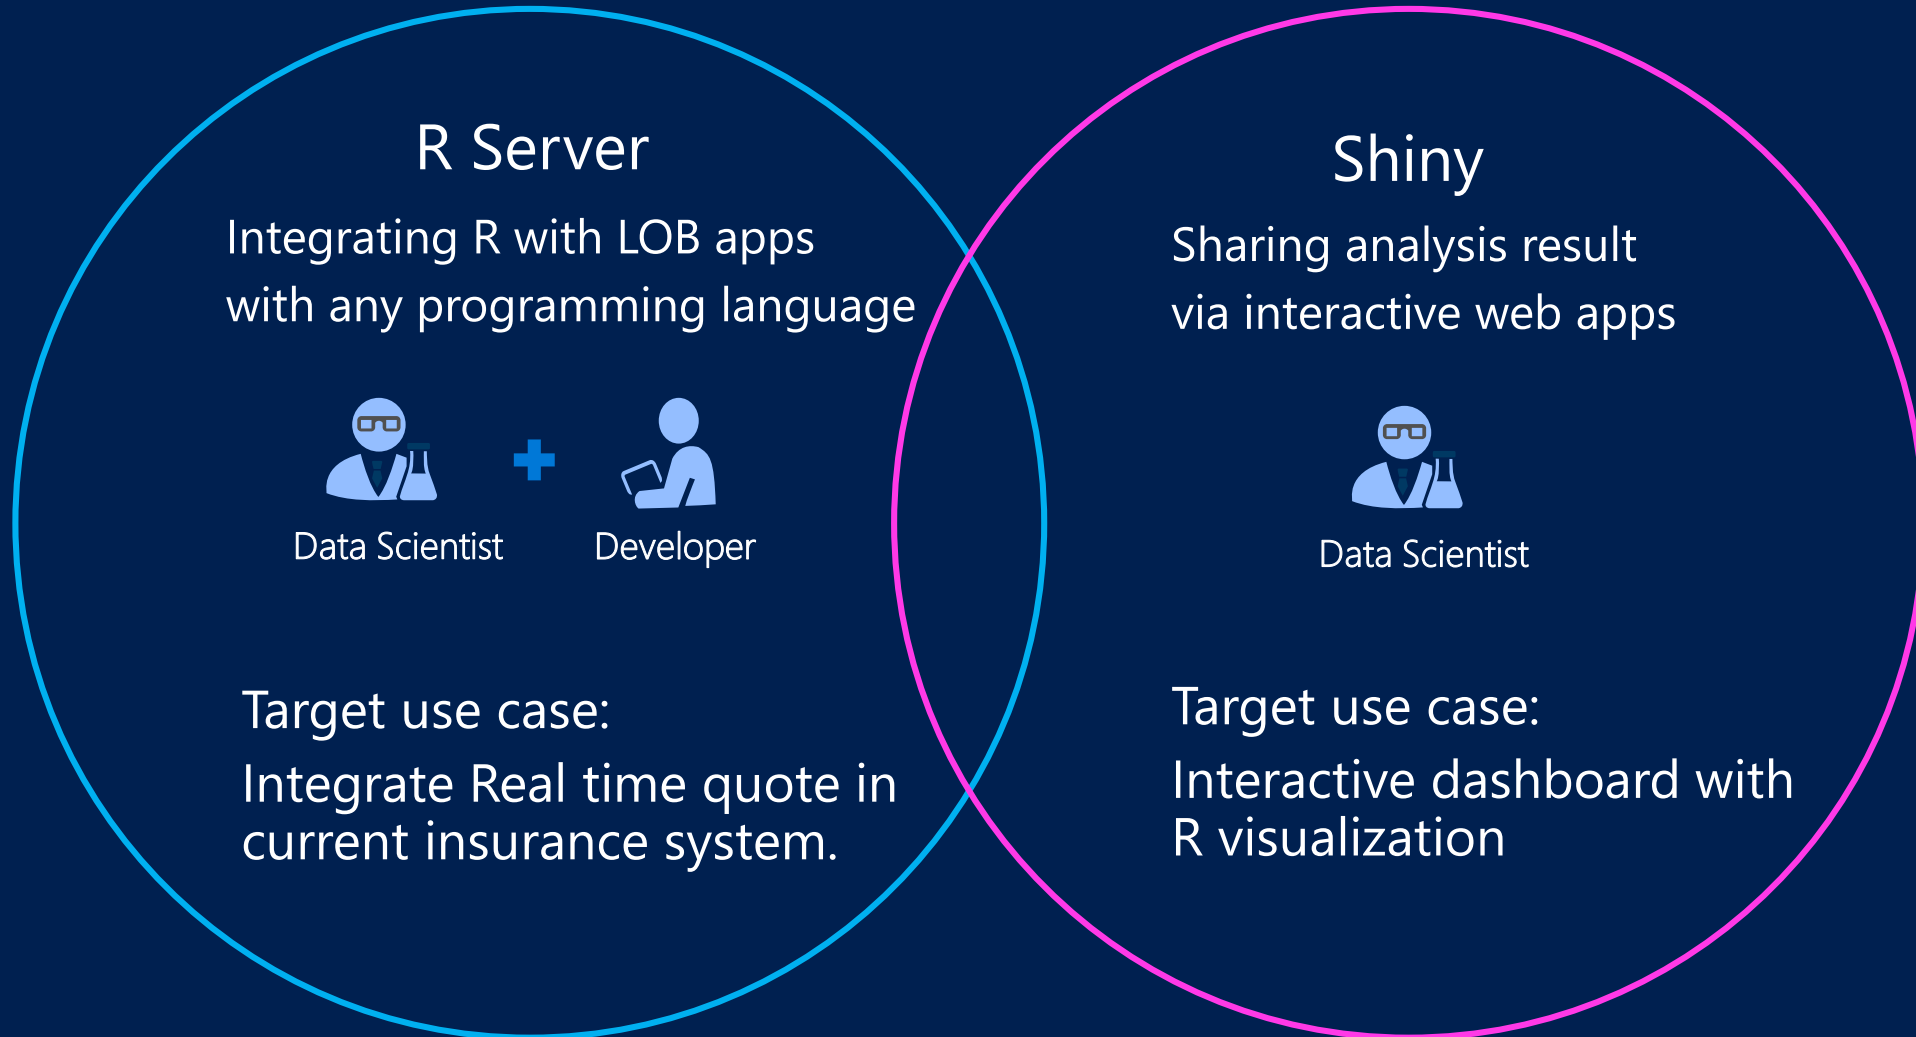 R Server
Integrating R with LOB apps
with any programming language
Data Scientist
Developer
Target use case:
Integrate Real time quote in
current insurance system.
Shiny
Sharing analysis result
via interactive web apps
Data Scientist
Target use case:
Interactive dashboard with
R visualization